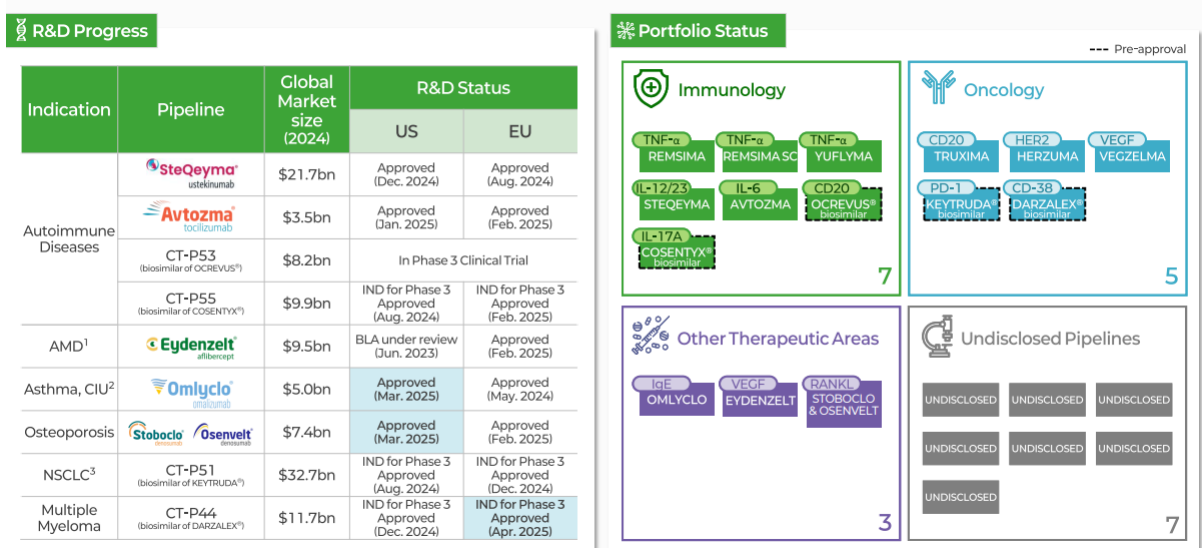 R&D Progress
Indication
Pipeline
Global
Market
size
(2024)
R&D Status
US
EU
Autoimmune
Diseases
SteQeyma®
ustekinumab
$21.7bn
Approved
(Dec. 2024)
Approved
(Aug. 2024)
Avtozma®
tocilizumab
$3.5bn
Approved
(Jan. 2025)
Approved
(Feb. 2025)
CT-P53
(biosimilar of OCREVUS®)
$8.2bn
In Phase 3 Clinical Trial
CT-P55
(biosimilar of COSENTYX®)
$9.9bn
IND for Phase 3
Approved
(Aug. 2024)
IND for Phase 3
Approved
(Feb. 2025)
AMD¹
Eydenzelt®
aflibercept
$9.5bn
BLA under review
(Jun. 2023)
Approved
(Feb. 2025)
Asthma, CIU²
Omlyclo®
omalizumab
$5.0bn
Approved
(Mar. 2025)
Approved
(May. 2024)
Osteoporosis
Stoboclo®
denosumab
Osenvelt®
denosumab
$7.4bn
Approved
(Mar. 2025)
Approved
(Feb. 2025)
NSCLC³
CT-P51
(biosimilar of KEYTRUDA®)
$32.7bn
IND for Phase 3
Approved
(Aug. 2024)
IND for Phase 3
Approved
(Dec. 2024)
Multiple
Myeloma
CT-P44
(biosimilar of DARZALEX®)
$11.7bn
IND for Phase 3
Approved
(Dec. 2024)
IND for Phase 3
Approved
(Apr. 2025)
Portfolio Status
--- Pre-approval
Immunology
TNF-α
REMSIMA
TNF-α
REMSIMA SC
TNF-α
YUFLYMA
IL-12/23
STEQEYMA
IL-6
AVTOZMA
CD20
OCREVUS®
biosimilar
IL-17A
COSENTYX®
biosimilar
7
Oncology
CD20
TRUXIMA
HER2
HERZUMA
VEGF
VEGZELMA
PD-1
KEYTRUDA®
biosimilar
CD-38
DARZALEX®
biosimilar
5
Other Therapeutic Areas
IgE
OMLYCLO
VEGF
EYDENZELT
RANKL
STOBOCLO
& OSENVELT
3
Undisclosed Pipelines
UNDISCLOSED
UNDISCLOSED
UNDISCLOSED
UNDISCLOSED
UNDISCLOSED
UNDISCLOSED
UNDISCLOSED
7